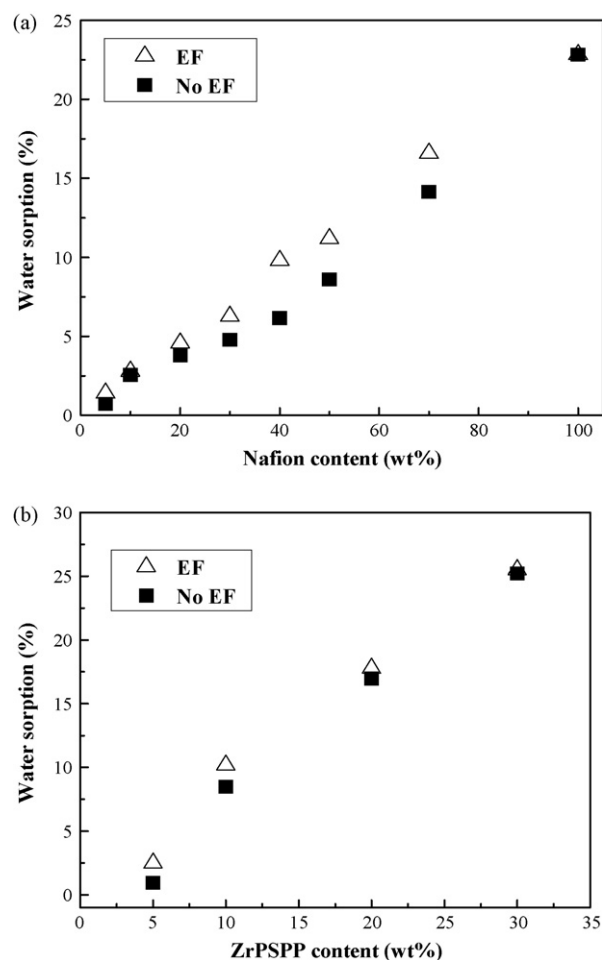 (a)
25
20
15
10
5
0
Water sorption (%)
EF
No EF
0 20 40 60 80 100
Nafion content (wt%)
(b)
30
25
20
15
10
5
0
Water sorption (%)
EF
No EF
0 5 10 15 20 25 30 35
ZrPSPP content (wt%)